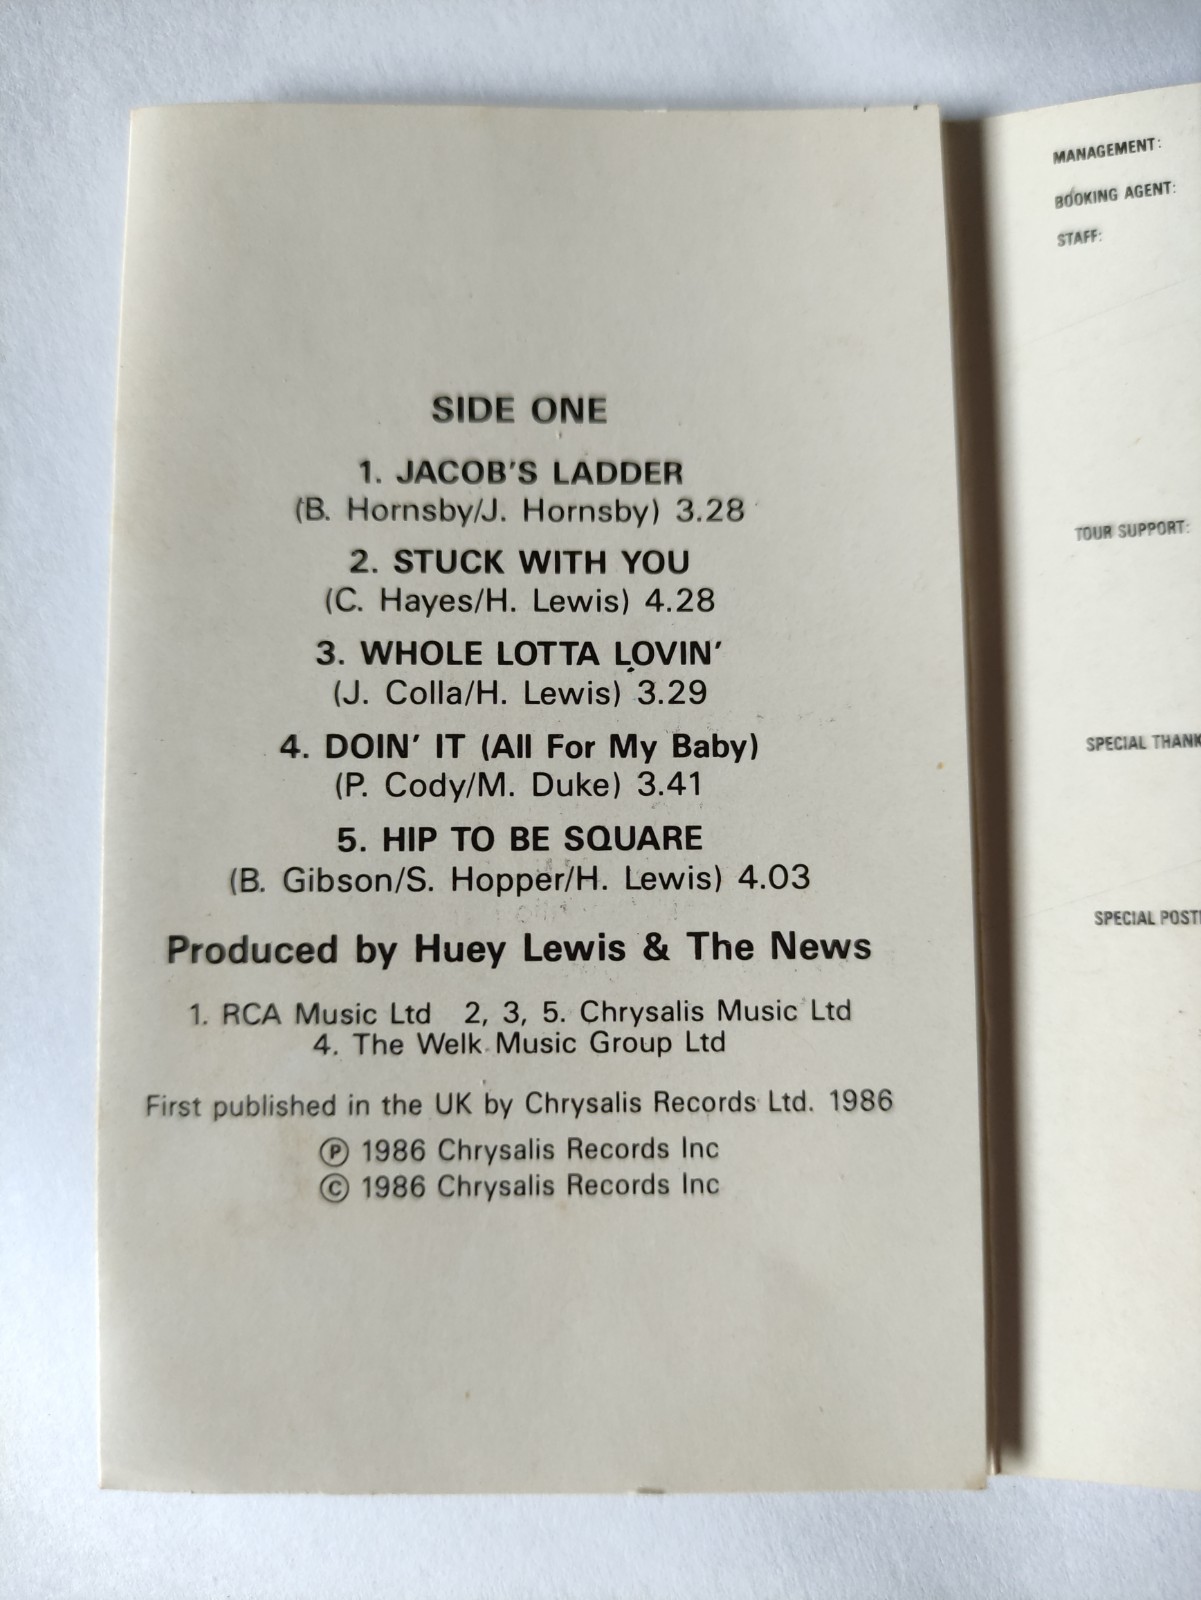 SIDE ONE
1. JACOB'S LADDER
(B. Hornsby/J. Hornsby) 3.28
2. STUCK WITH YOU
(C. Hayes/H. Lewis) 4.28
3. WHOLE LOTTA LOVIN'
(J. Colla/H. Lewis) 3.29
4. DOIN' IT (All For My Baby)
(P. Cody/M. Duke) 3.41
5. HIP TO BE SQUARE
(B. Gibson/S. Hopper/H. Lewis) 4.03
Produced by Huey Lewis & The News
1. RCA Music Ltd 2, 3, 5. Chrysalis Music Ltd
4. The Welk Music Group Ltd
First published in the UK by Chrysalis Records Ltd. 1986
Ⓟ 1986 Chrysalis Records Inc
© 1986 Chrysalis Records Inc
MANAGEMENT:
BOOKING AGENT:
STAFF:
TOUR SUPPORT:
SPECIAL THANK
SPECIAL POST